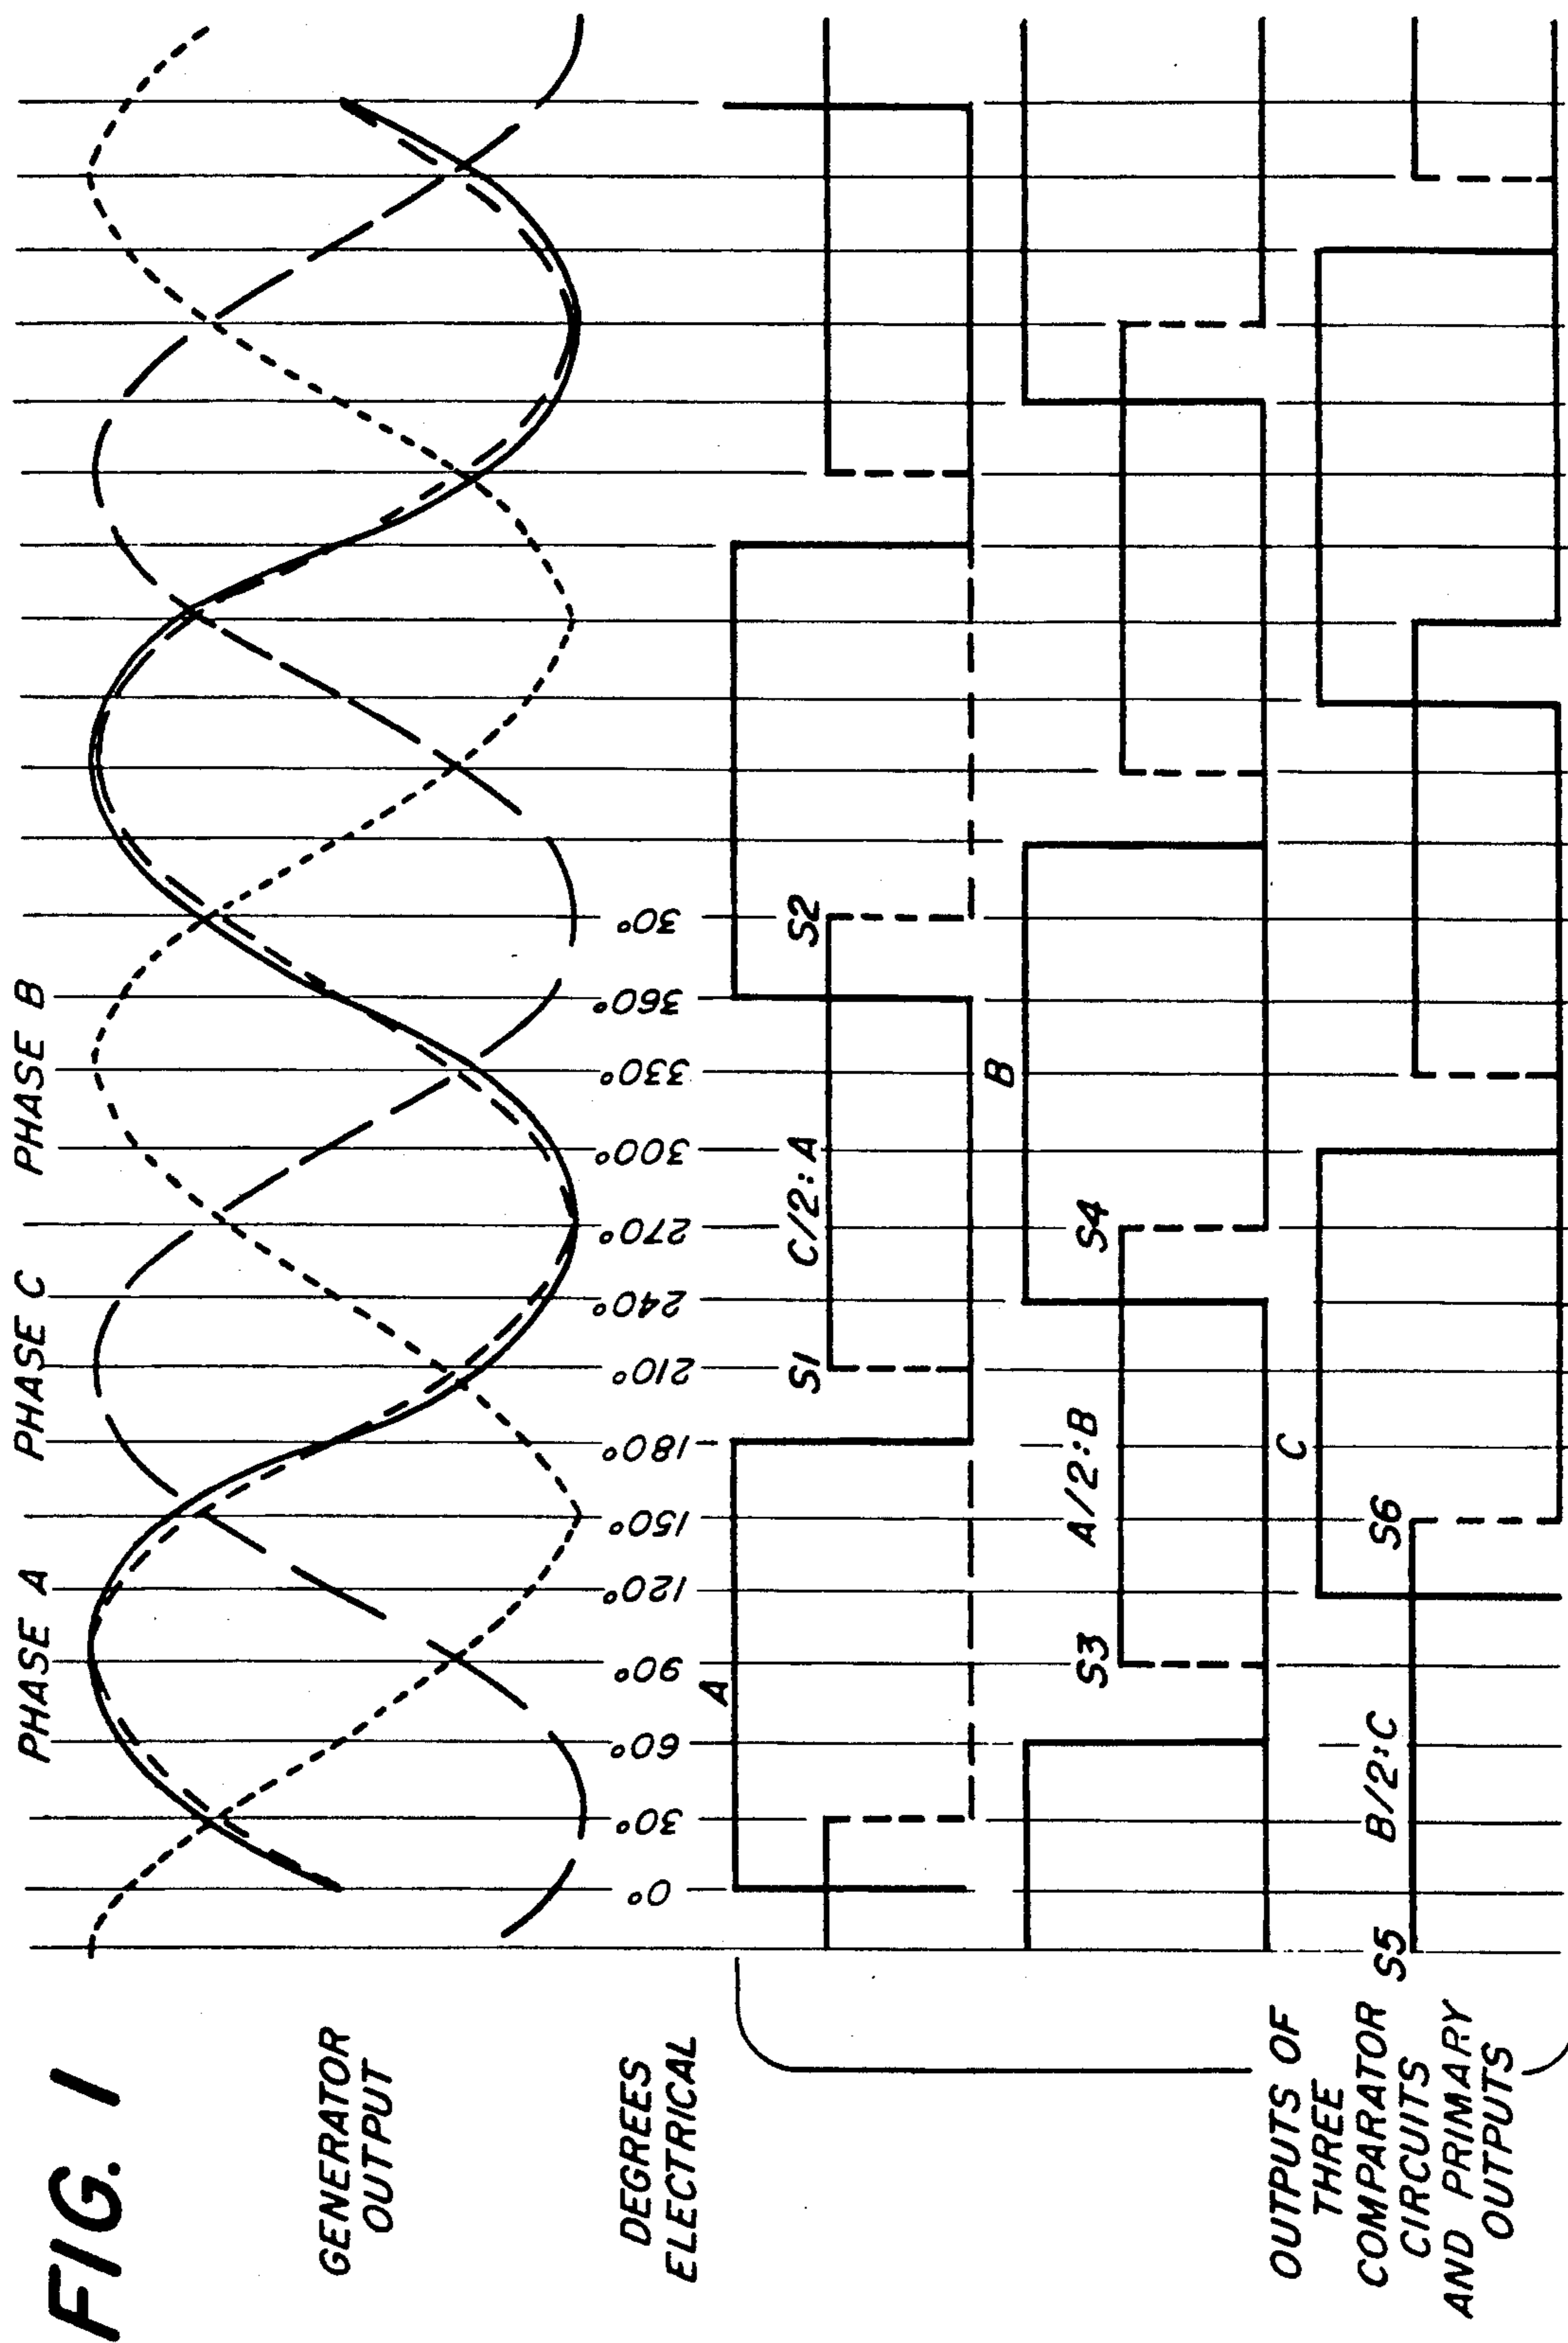 FIG. 1
GENERATOR
OUTPUT
PHASE A
PHASE C
PHASE B
DEGREES
ELECTRICAL
0°
30°
60°
90°
120°
150°
180°
210°
240°
270°
300°
330°
360°
30°
OUTPUTS OF
THREE
COMPARATOR
CIRCUITS
AND PRIMARY
OUTPUTS
A
S1
C/2:A
S2
B
S3
A/2:B
S4
C
S5
B/2:C
S6